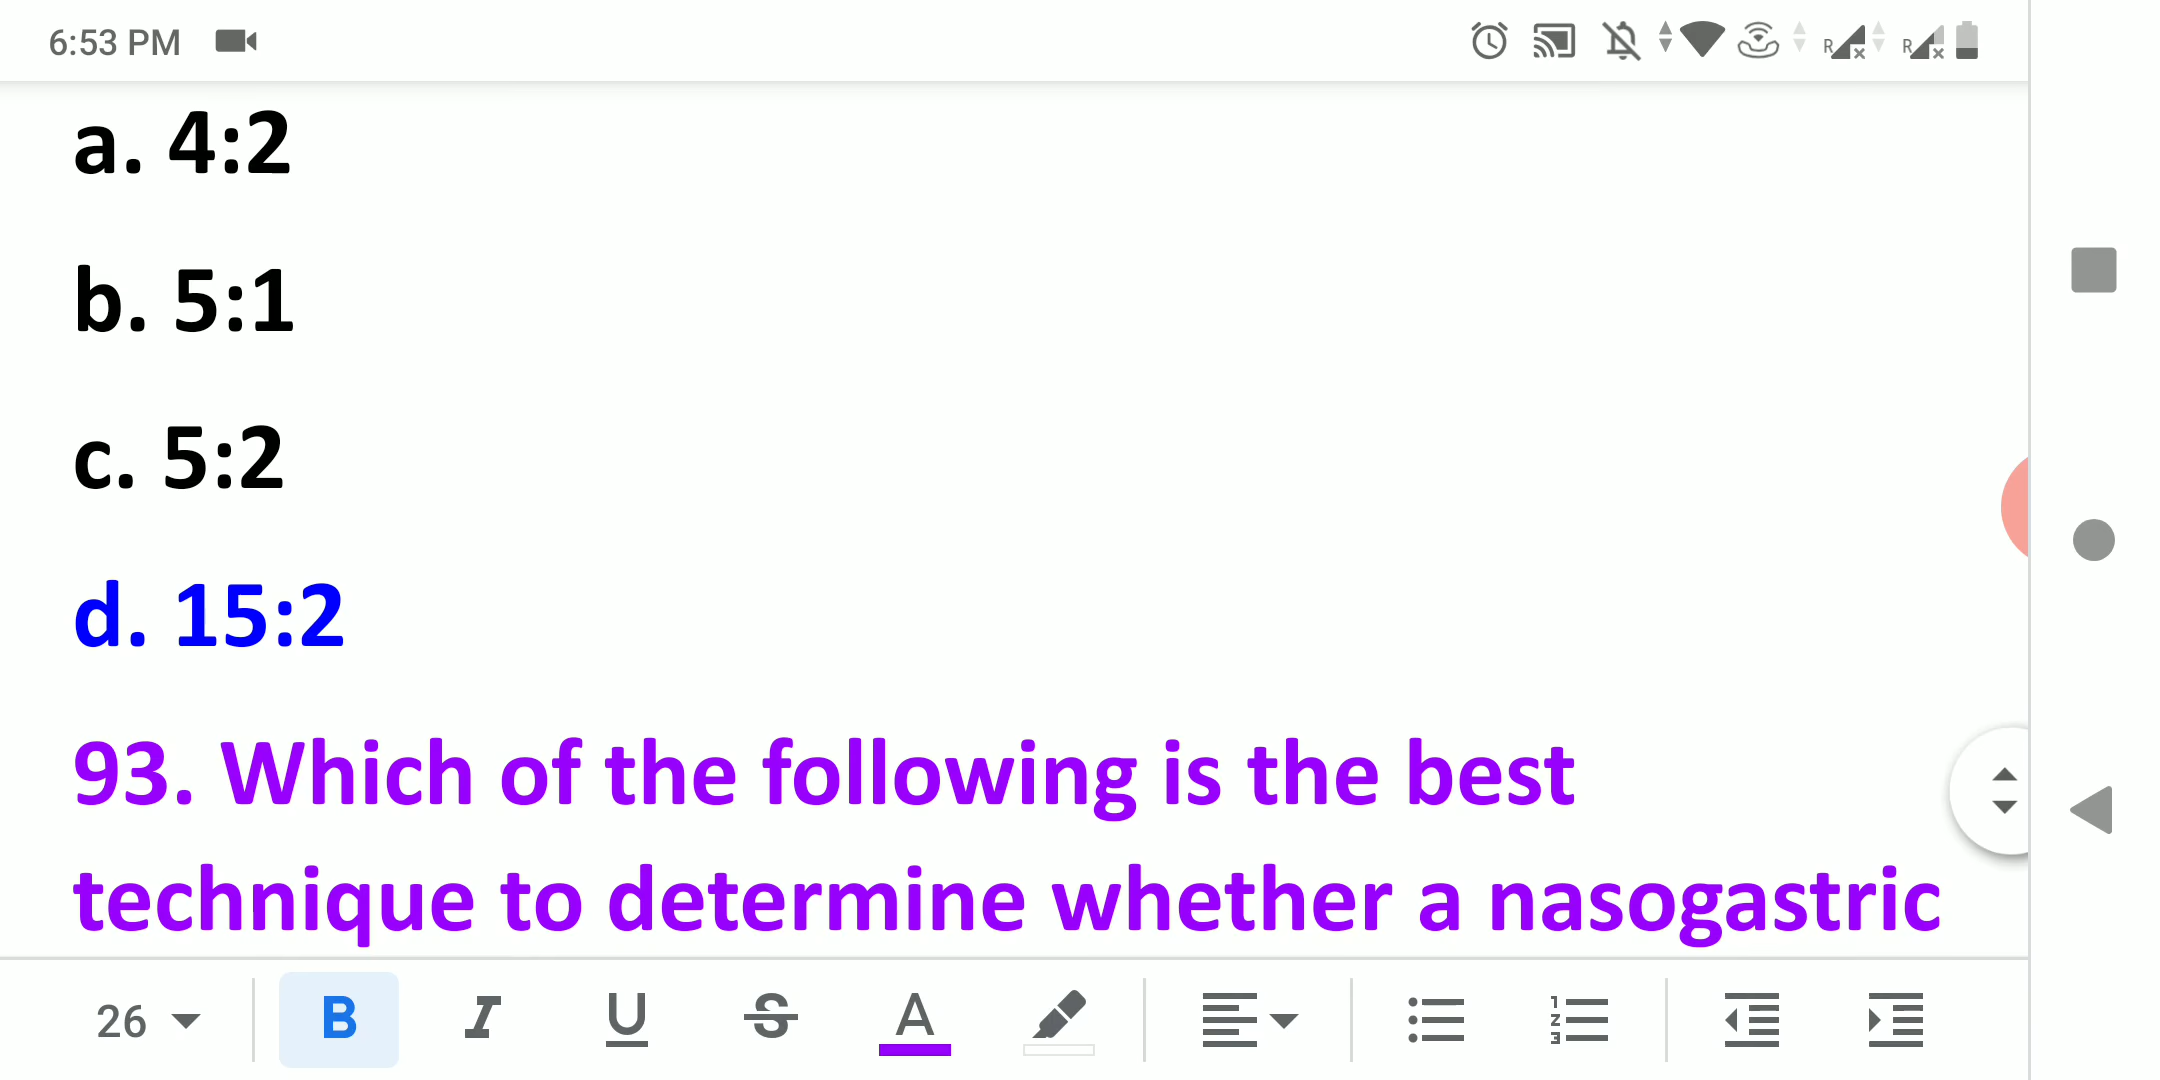 6:53 PM
R R
a. 4:2
b. 5:1
c. 5:2
d. 15:2
93. Which of the following is the best
technique to determine whether a nasogastric
26 B I U S A